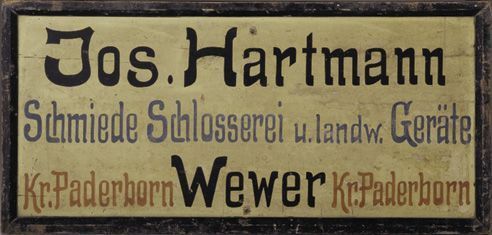 Jos. Hartmann
Schmiede Schlosserei u. landw. Geräte
Kr. Paderborn Wewer Kr. Paderborn